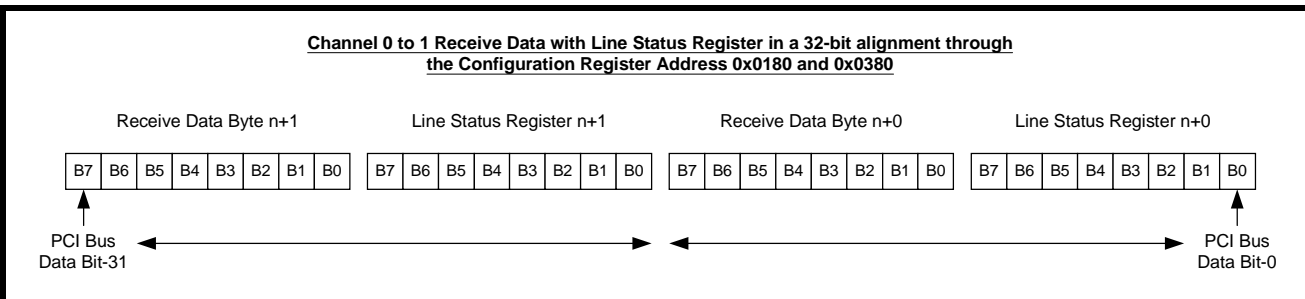 Channel 0 to 1 Receive Data with Line Status Register in a 32-bit alignment through
the Configuration Register Address 0x0180 and 0x0380
Receive Data Byte n+1 Line Status Register n+1 Receive Data Byte n+0 Line Status Register n+0
B7 B6 B5 B4 B3 B2 B1 B0 B7 B6 B5 B4 B3 B2 B1 B0 B7 B6 B5 B4 B3 B2 B1 B0 B7 B6 B5 B4 B3 B2 B1 B0
PCI Bus
Data Bit-31
PCI Bus
Data Bit-0